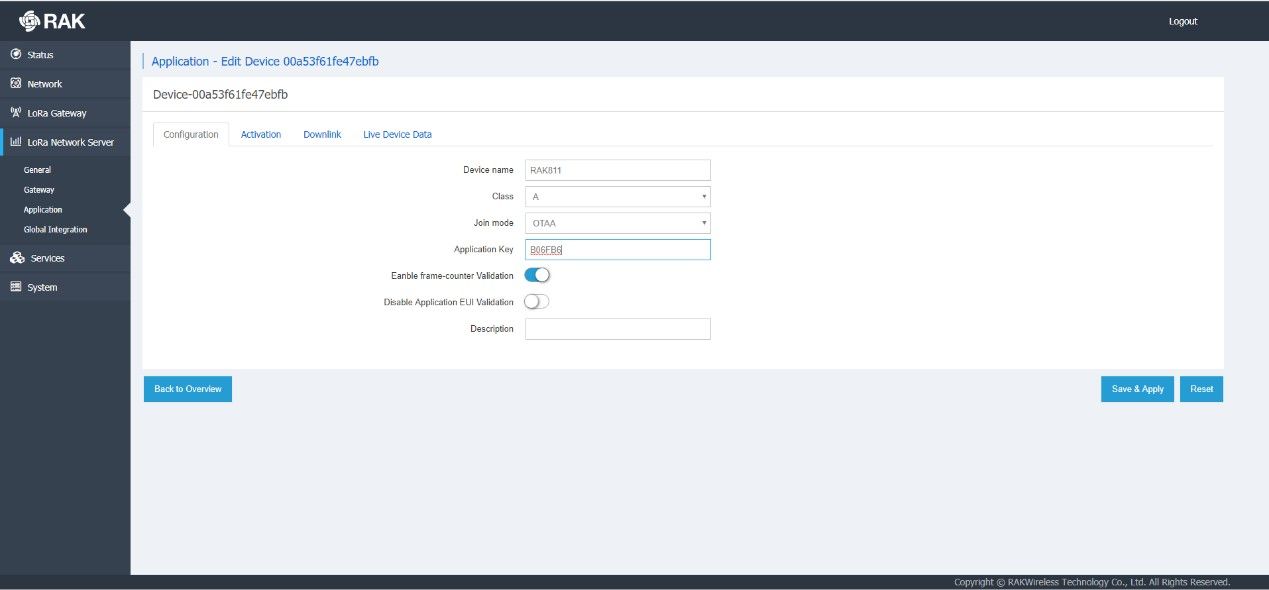 RAK
Logout
Status
Network
LoRa Gateway
LoRa Network Server
General
Gateway
Application
Global Integration
Services
System
Application - Edit Device 00a53f61fe47ebfb
Device-00a53f61fe47ebfb
Configuration Activation Downlink Live Device Data
Device name RAK811
Class A
Join mode OTAA
Application Key B06FB6
Eanble frame-counter Validation
Disable Application EUI Validation
Description
Back to Overview Save & Apply Reset
Copyright © RAKWireless Technology Co., Ltd. All Rights Reserved.